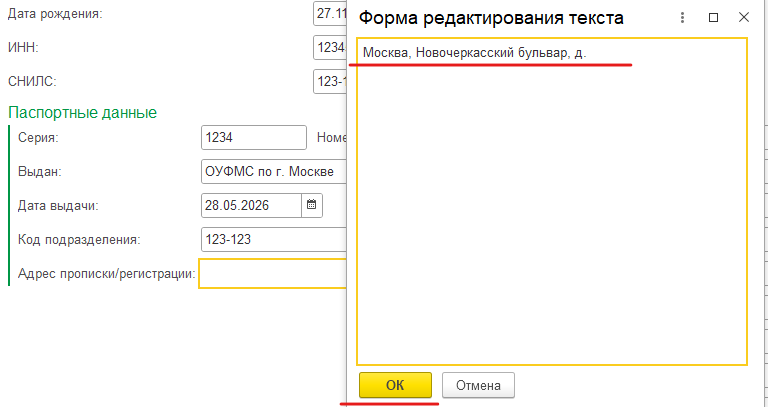 Дата рождения:
27.11
ИНН:
1234
СНИЛС:
123-1
Паспортные данные
Серия:
1234
Номе
Выдан:
ОУФМС по г. Москве
Дата выдачи:
28.05.2026
Код подразделения:
123-123
Адрес прописки/регистрации:
Форма редактирования текста
Москва, Новочеркасский бульвар, д.
ОК
Отмена